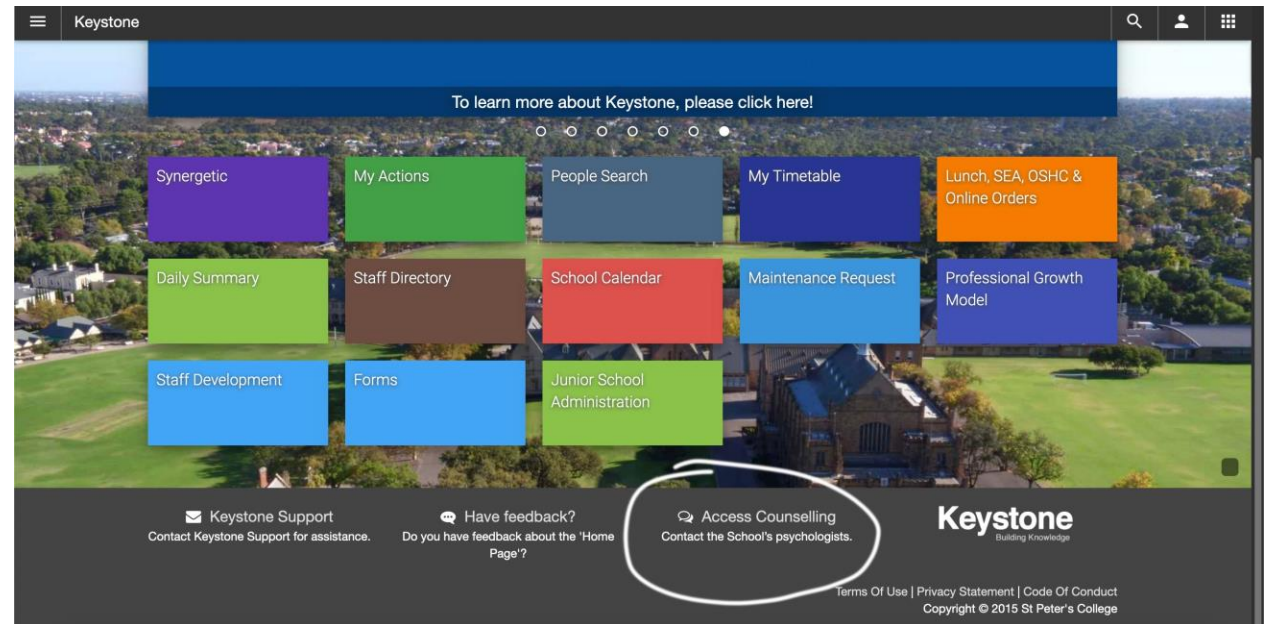 Keystone
To learn more about Keystone, please click here!
Synergetic
My Actions
People Search
My Timetable
Lunch, SEA, OSHC &
Online Orders
Daily Summary
Staff Directory
School Calendar
Maintenance Request
Professional Growth
Model
Staff Development
Forms
Junior School
Administration
Keystone Support
Contact Keystone Support for assistance.
Have feedback?
Do you have feedback about the 'Home
Page'?
Access Counselling
Contact the School's psychologists.
Keystone
Building Knowledge
Terms Of Use | Privacy Statement | Code Of Conduct
Copyright © 2015 St Peter's College